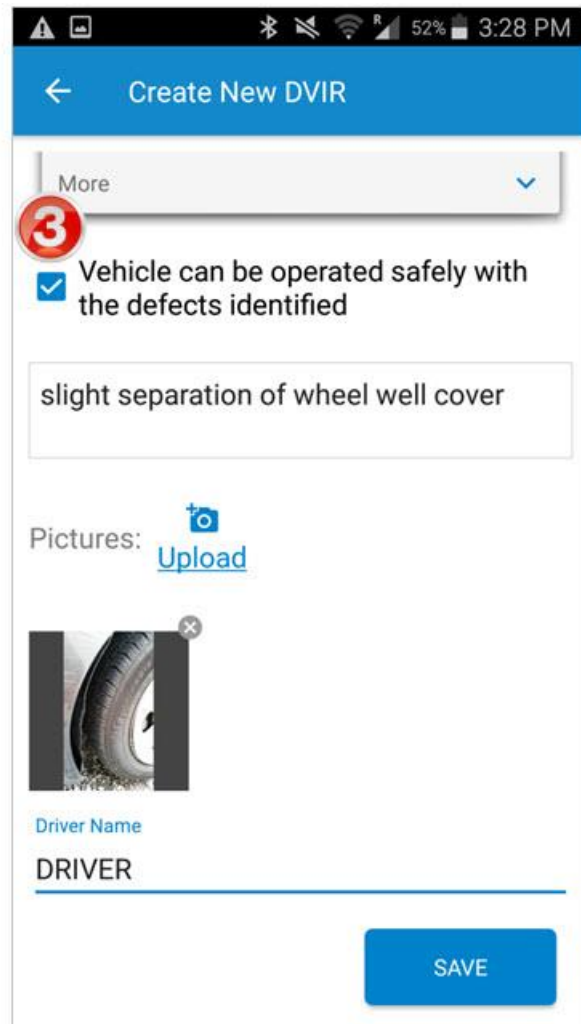 R 52% 3:28 PM
Create New DVIR
More
3
Vehicle can be operated safely with
the defects identified
slight separation of wheel well cover
Pictures:
Upload
Driver Name
DRIVER
SAVE